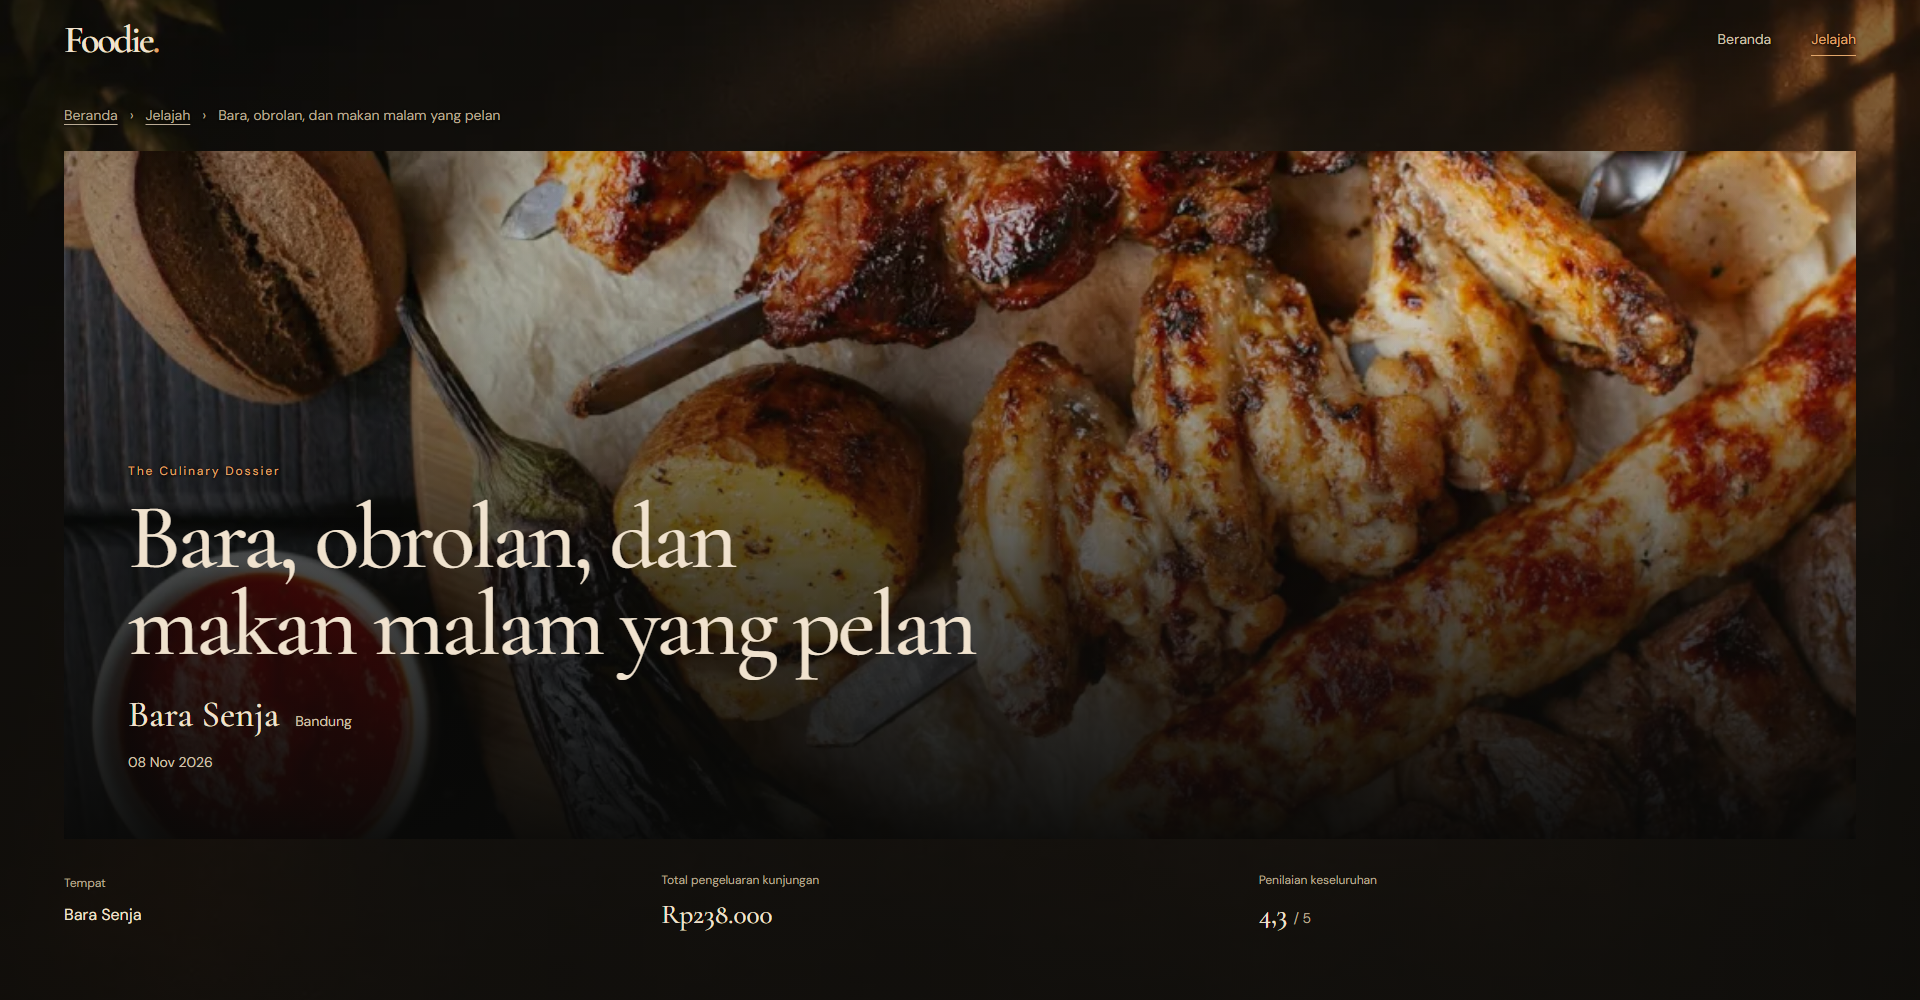 Foodie.
Beranda
Jelajah
Beranda › Jelajah › Bara, obrolan, dan makan malam yang pelan
The Culinary Dossier
Bara, obrolan, dan
makan malam yang pelan
Bara Senja Bandung
08 Nov 2026
Tempat
Bara Senja
Total pengeluaran kunjungan
Rp238.000
Penilaian keseluruhan
4,3 / 5